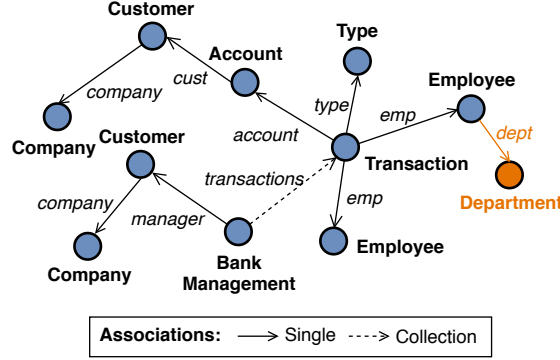 Customer
Type
Account
Employee
cust
company
type
emp
dept
account
Company
Customer
Transaction
transactions
Department
company
manager
emp
Employee
Company
Bank
Management
Associations: Single Collection